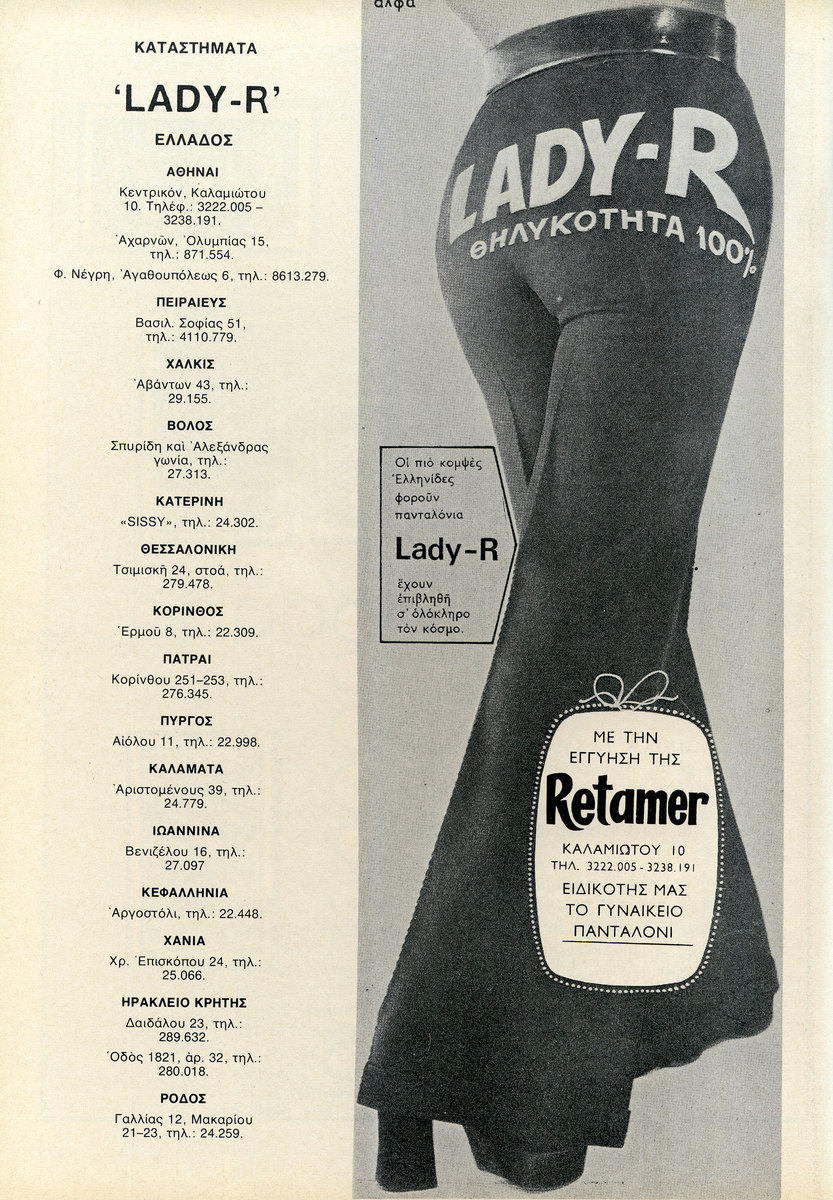 ΚΑΤΑΣΤΗΜΑΤΑ
‘LADY-R’
ΕΛΛΑΔΟΣ
ΑΘΗΝΑΙ
Κεντρικόν, Καλαμιώτου
10. Τηλέφ.: 3222.005 –
3238.191.
Ἀχαρνῶν, Ὀλυμπίας 15,
τηλ.: 871.554.
Φ. Νέγρη, Ἀγαθουπόλεως 6, τηλ.: 8613.279.
ΠΕΙΡΑΙΕΥΣ
Βασιλ. Σοφίας 51,
τηλ.: 4110.779.
ΧΑΛΚΙΣ
Ἀβάντων 43, τηλ.:
29.155.
ΒΟΛΟΣ
Σπυρίδη καὶ Ἀλεξάνδρας
γωνία, τηλ.:
27.313.
ΚΑΤΕΡΙΝΗ
«SISSY», τηλ.: 24.302.
ΘΕΣΣΑΛΟΝΙΚΗ
Τσιμισκῆ 24, στοά, τηλ.:
279.478.
ΚΟΡΙΝΘΟΣ
Ἑρμοῦ 8, τηλ.: 22.309.
ΠΑΤΡΑΙ
Κορίνθου 251–253, τηλ.:
276.345.
ΠΥΡΓΟΣ
Αἰόλου 11, τηλ.: 22.998.
ΚΑΛΑΜΑΤΑ
Ἀριστομένους 39, τηλ.:
24.779.
ΙΩΑΝΝΙΝΑ
Βενιζέλου 16, τηλ.:
27.097
ΚΕΦΑΛΛΗΝΙΑ
Ἀργοστόλι, τηλ.: 22.448.
ΧΑΝΙΑ
Χρ. Ἐπισκόπου 24, τηλ.:
25.066.
ΗΡΑΚΛΕΙΟ ΚΡΗΤΗΣ
Δαιδάλου 23, τηλ.:
289.632.
Ὁδὸς 1821, ἀρ. 32, τηλ.:
280.018.
ΡΟΔΟΣ
Γαλλίας 12, Μακαρίου
21–23, τηλ.: 24.259.
αλφα
LADY-R
ΘΗΛΥΚΟΤΗΤΑ 100%
Οἱ πιὸ κομψὲς
Ἑλληνίδες
φοροῦν
πανταλόνια
Lady-R
ἔχουν
ἐπιβληθῆ
σ' ὁλόκληρο
τὸν κόσμο.
ΜΕ ΤΗΝ
ΕΓΓΥΗΣΗ ΤΗΣ
Retamer
ΚΑΛΑΜΙΩΤΟΥ 10
ΤΗΛ. 3222.005 - 3238.191
ΕΙΔΙΚΟΤΗΣ ΜΑΣ
ΤΟ ΓΥΝΑΙΚΕΙΟ
ΠΑΝΤΑΛΟΝΙ